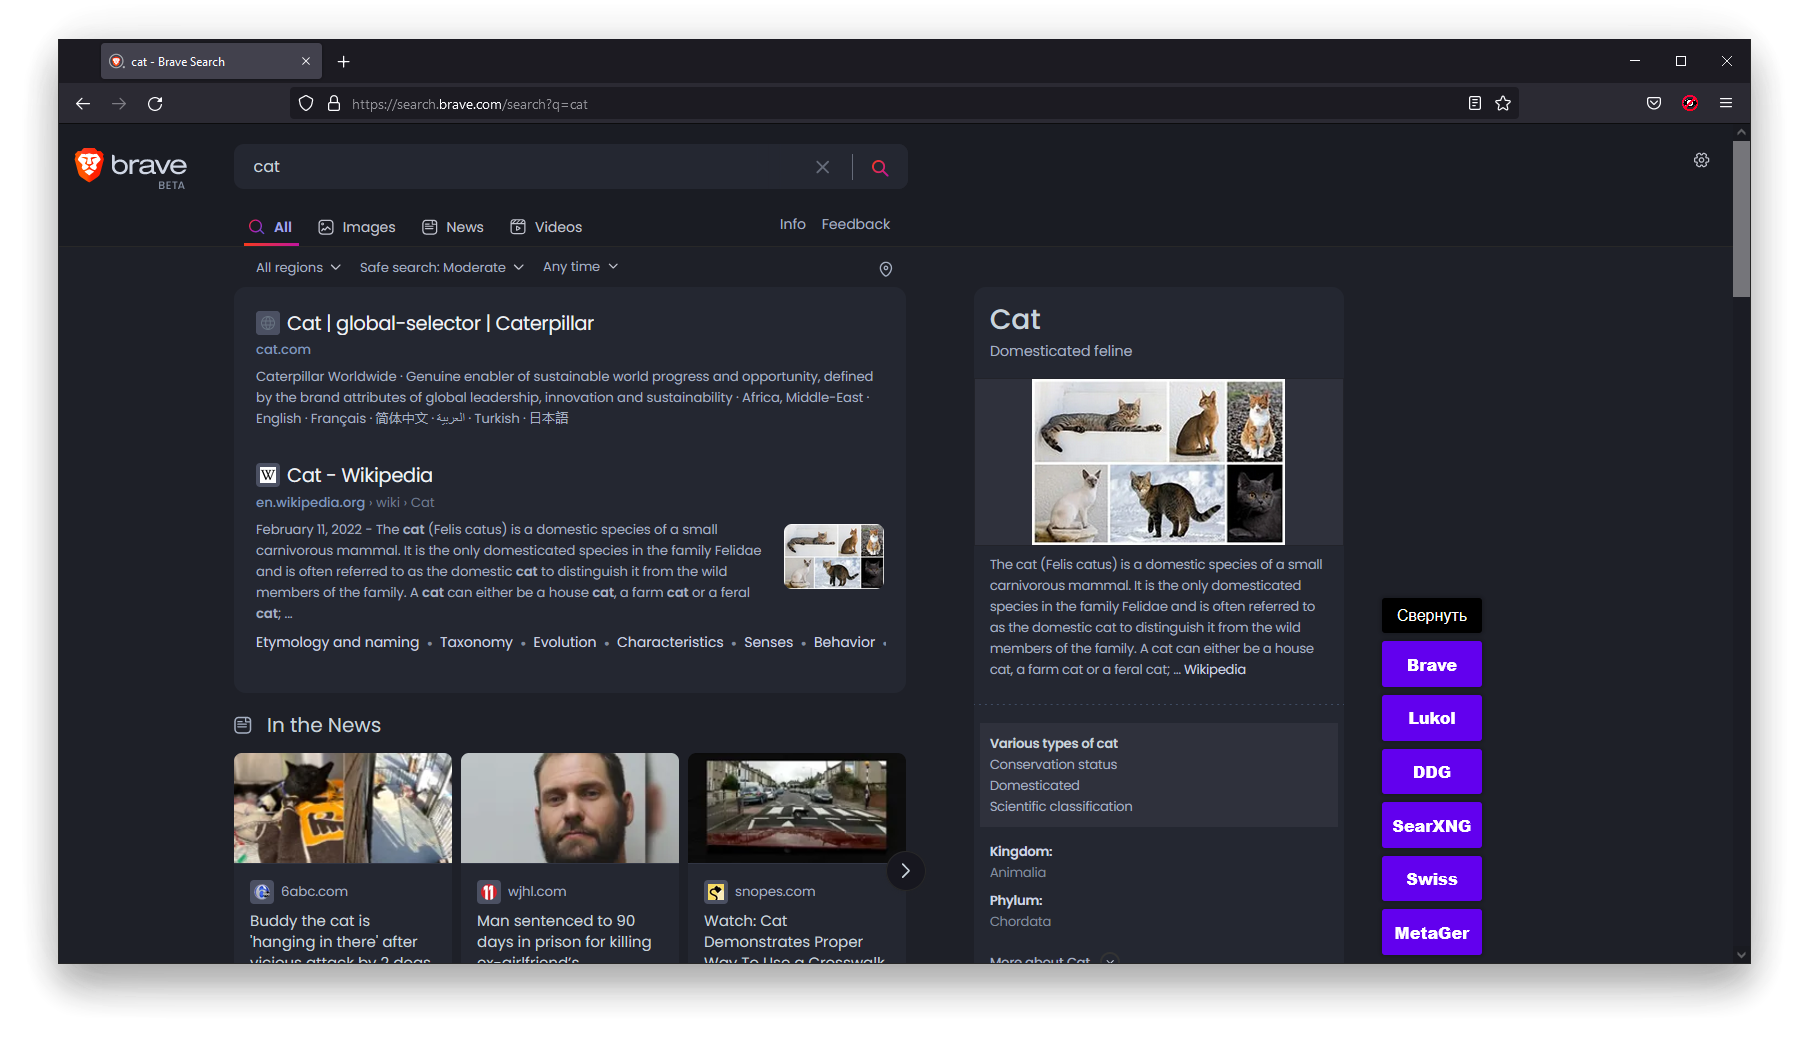 cat - Brave Search
https://search.brave.com/search?q=cat
brave
BETA
cat
All
Images
News
Videos
Info
Feedback
All regions
Safe search: Moderate
Any time
Cat | global-selector | Caterpillar
cat.com
Caterpillar Worldwide · Genuine enabler of sustainable world progress and opportunity, defined
by the brand attributes of global leadership, innovation and sustainability · Africa, Middle-East ·
English · Français · 简体中文 · العربية · Turkish · 日本語
Cat - Wikipedia
en.wikipedia.org › wiki › Cat
February 11, 2022 - The cat (Felis catus) is a domestic species of a small
carnivorous mammal. It is the only domesticated species in the family Felidae
and is often referred to as the domestic cat to distinguish it from the wild
members of the family. A cat can either be a house cat, a farm cat or a feral
cat; ...
Etymology and naming • Taxonomy • Evolution • Characteristics • Senses • Behavior •
In the News
6abc.com
Buddy the cat is
'hanging in there' after
vicious attack by 2 dogs
wjhl.com
Man sentenced to 90
days in prison for killing
ex-girlfriend's
snopes.com
Watch: Cat
Demonstrates Proper
Way To Use a Crosswalk
Cat
Domesticated feline
The cat (Felis catus) is a domestic species of a small
carnivorous mammal. It is the only domesticated
species in the family Felidae and is often referred to
as the domestic cat to distinguish it from the wild
members of the family. A cat can either be a house
cat, a farm cat or a feral cat; ... Wikipedia
Various types of cat
Conservation status
Domesticated
Scientific classification
Kingdom:
Animalia
Phylum:
Chordata
More about Cat
Свернуть
Brave
Lukol
DDG
SearXNG
Swiss
MetaGer